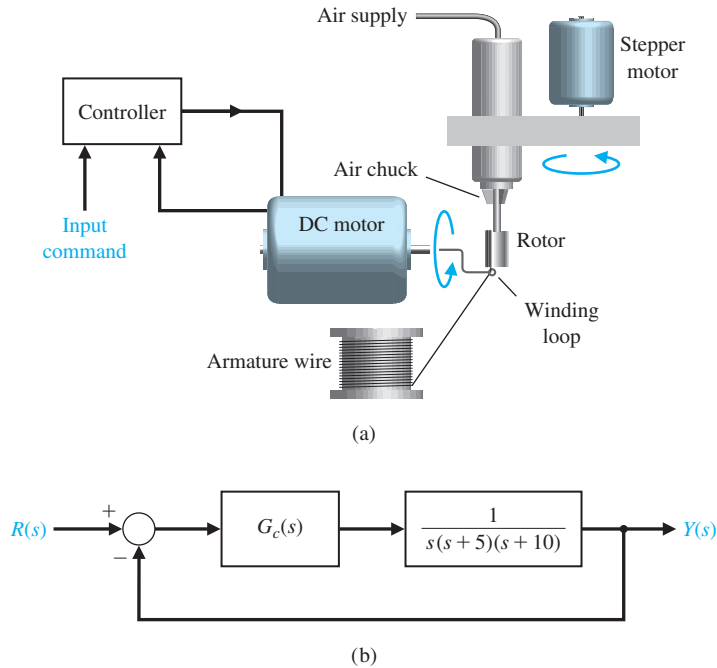 Air supply
Stepper
motor
Controller
Air chuck
Input
command
DC motor
Rotor
Winding
loop
Armature wire
(a)
R(s)
+
−
G_c(s)
1
s(s + 5)(s + 10)
Y(s)
(b)